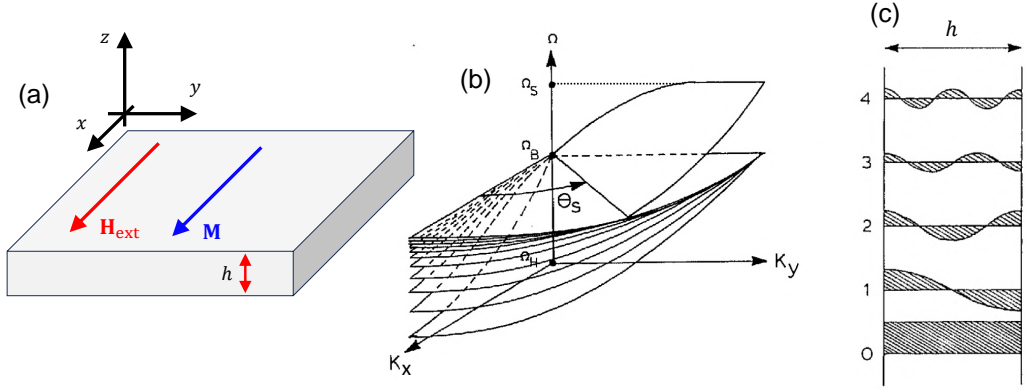 (a)
z
y
x
H_ext
M
h
(b)
Ω
Ω_S
Ω_B
Θ_S
Ω_H
K_y
K_x
(c)
h
4
3
2
1
0